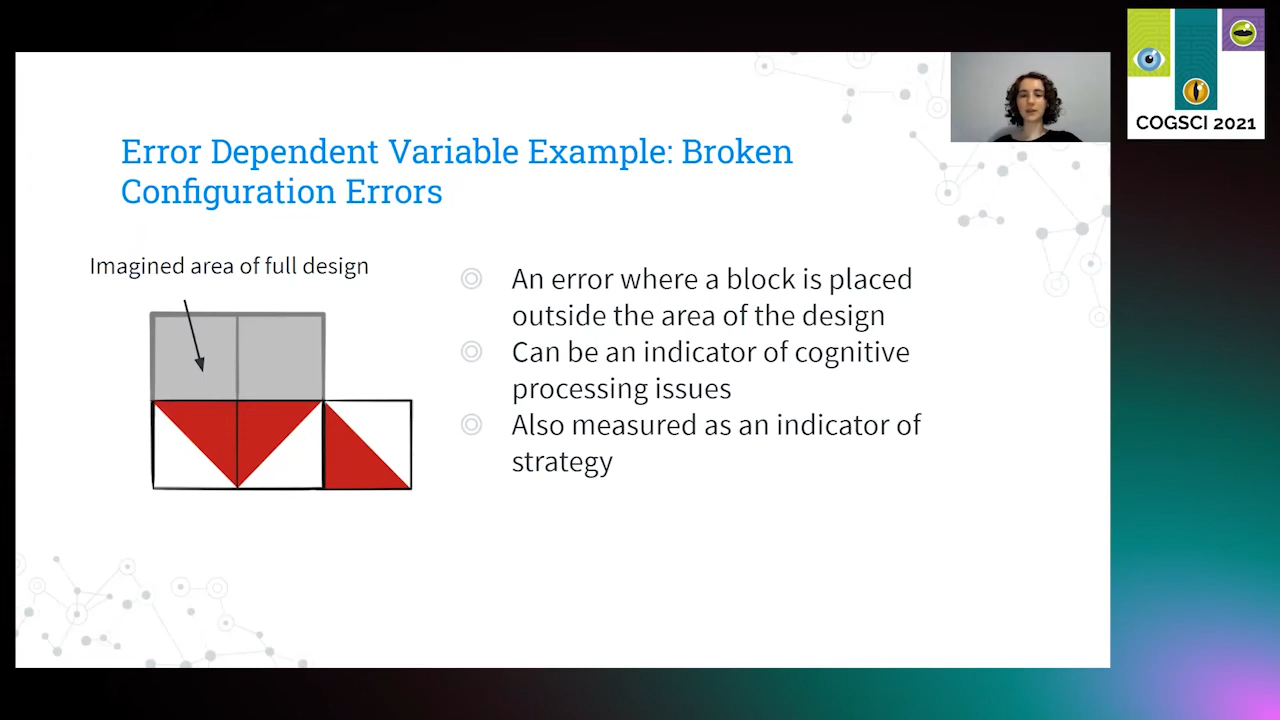 COGSCI 2021
Error Dependent Variable Example: Broken
Configuration Errors
Imagined area of full design
An error where a block is placed
outside the area of the design
Can be an indicator of cognitive
processing issues
Also measured as an indicator of
strategy